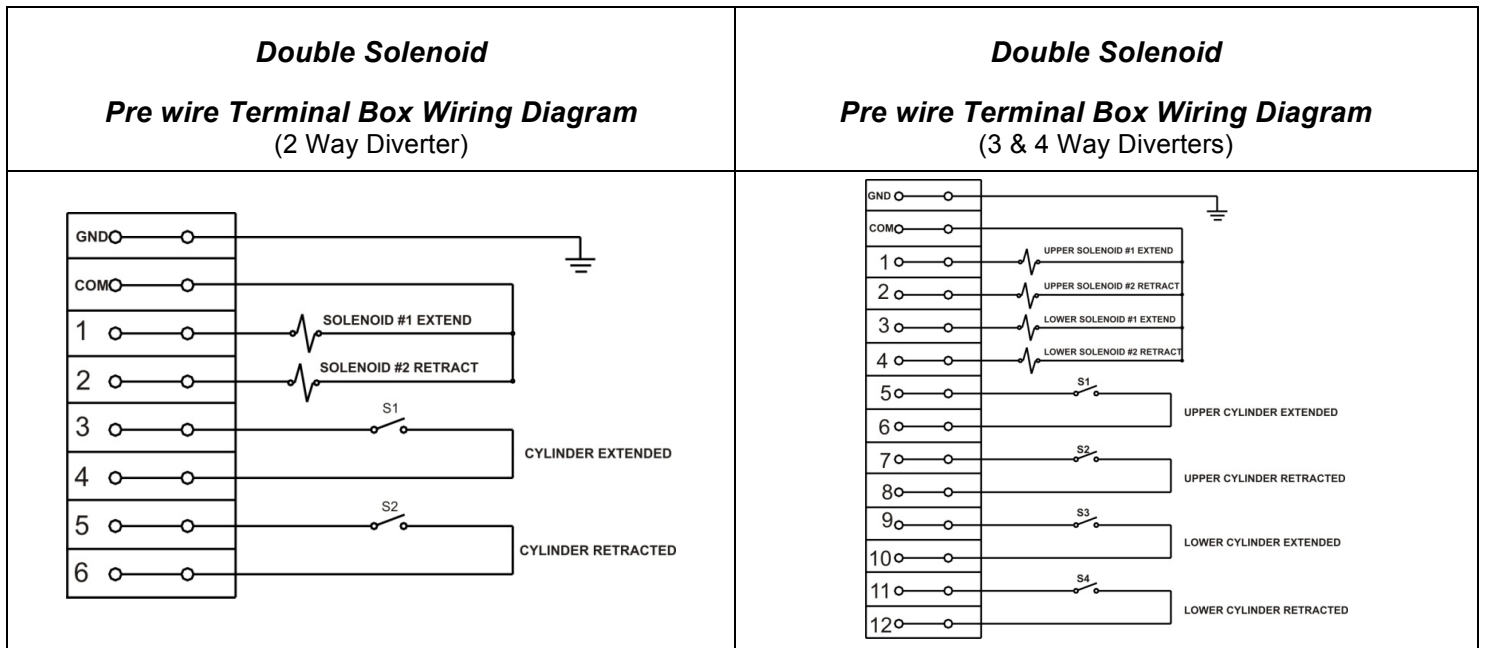 Double Solenoid
Pre wire Terminal Box Wiring Diagram
(2 Way Diverter)
GND
COM
1
SOLENOID #1 EXTEND
2
SOLENOID #2 RETRACT
3
S1
CYLINDER EXTENDED
4
5
S2
CYLINDER RETRACTED
6
Double Solenoid
Pre wire Terminal Box Wiring Diagram
(3 & 4 Way Diverters)
GND
COM
1
UPPER SOLENOID #1 EXTEND
2
UPPER SOLENOID #2 RETRACT
3
LOWER SOLENOID #1 EXTEND
4
LOWER SOLENOID #2 RETRACT
5
S1
UPPER CYLINDER EXTENDED
6
7
S2
UPPER CYLINDER RETRACTED
8
9
S3
LOWER CYLINDER EXTENDED
10
11
S4
LOWER CYLINDER RETRACTED
12